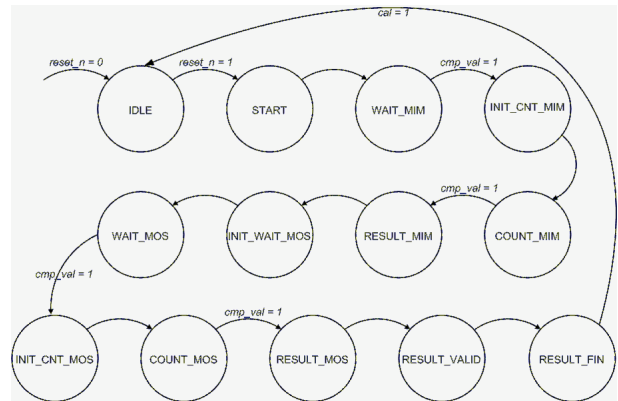 cal = 1
reset_n = 0
reset_n = 1
cmp_val = 1
IDLE
START
WAIT_MIM
INIT_CNT_MIM
cmp_val = 1
WAIT_MOS
INIT_WAIT_MOS
RESULT_MIM
COUNT_MIM
cmp_val = 1
cmp_val = 1
INIT_CNT_MOS
COUNT_MOS
RESULT_MOS
RESULT_VALID
RESULT_FIN